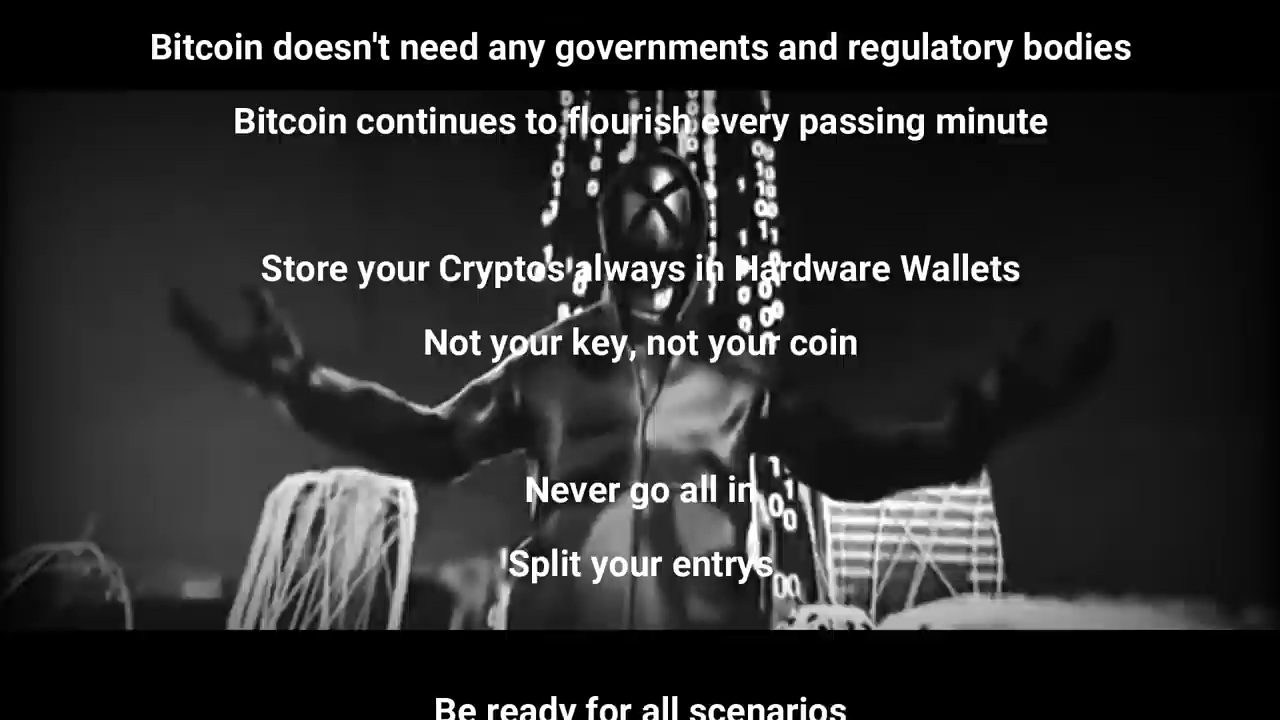 Bitcoin doesn't need any governments and regulatory bodies
Bitcoin continues to flourish every passing minute
Store your Cryptos always in Hardware Wallets
Not your key, not your coin
Never go all in
Split your entrys
Be ready for all scenarios